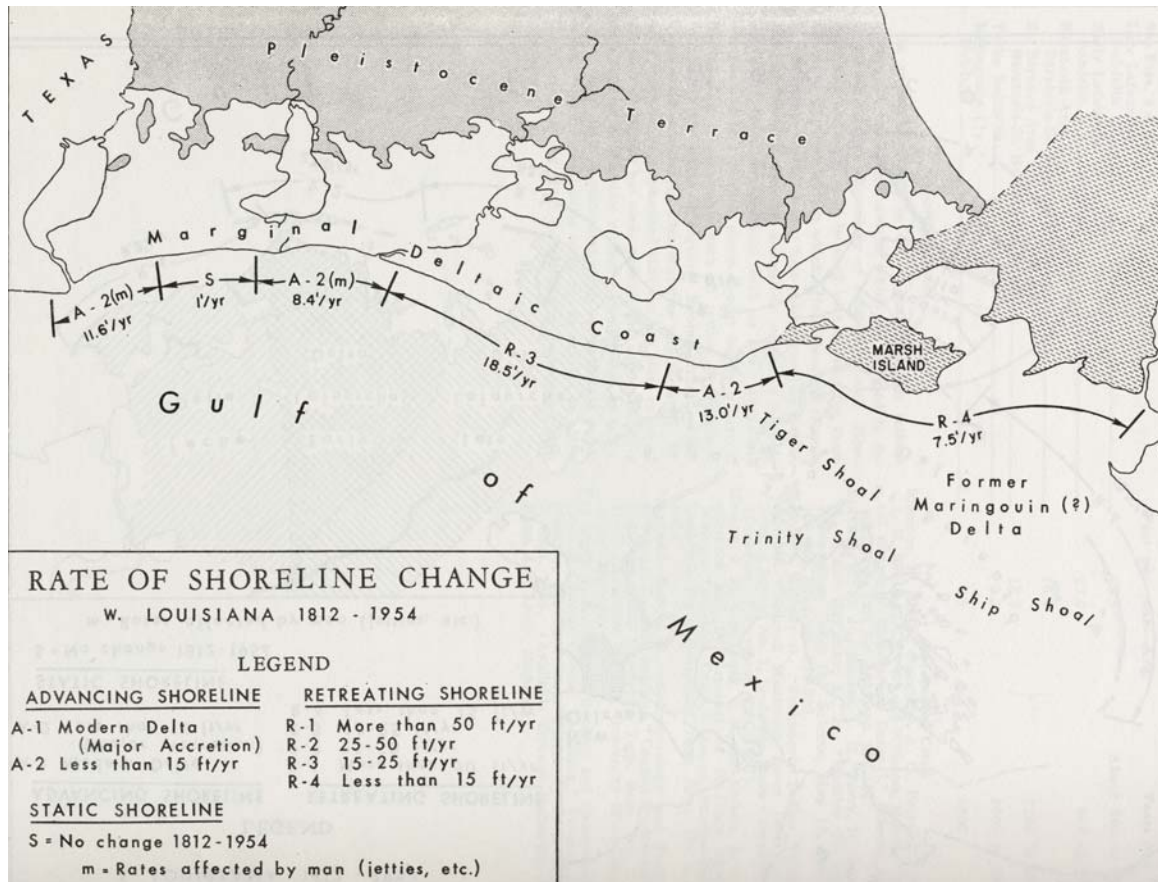 TEXAS
Pleistocene Terrace
Marginal Deltaic Coast
A-2(m)
11.6'/yr
S
1'/yr
A-2(m)
8.4'/yr
R-3
18.5'/yr
A-2
13.0'/yr
R-4
7.5'/yr
MARSH
ISLAND
Gulf of Mexico
Tiger Shoal
Trinity Shoal
Ship Shoal
Former
Maringouin (?)
Delta
RATE OF SHORELINE CHANGE
W. LOUISIANA 1812 - 1954
LEGEND
ADVANCING SHORELINE
A-1 Modern Delta
(Major Accretion)
A-2 Less than 15 ft/yr
RETREATING SHORELINE
R-1 More than 50 ft/yr
R-2 25-50 ft/yr
R-3 15-25 ft/yr
R-4 Less than 15 ft/yr
STATIC SHORELINE
S = No change 1812-1954
m = Rates affected by man (jetties, etc.)